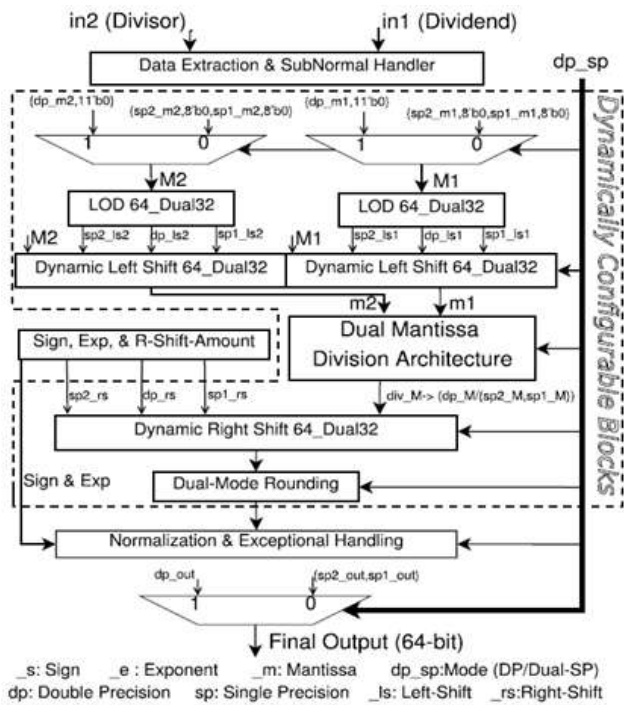 in2 (Divisor) in1 (Dividend)
dp_sp
Data Extraction & SubNormal Handler
{dp_m2,11'b0} {sp2_m2,8'b0,sp1_m2,8'b0} {dp_m1,11'b0} {sp2_m1,8'b0,sp1_m1,8'b0}
1 0 1 0
M2 M1
LOD 64_Dual32 LOD 64_Dual32
M2 sp2_ls2 dp_ls2 sp1_ls2 M1 sp2_ls1 dp_ls1 sp1_ls1
Dynamic Left Shift 64_Dual32 Dynamic Left Shift 64_Dual32
m2 m1
Dual Mantissa
Division Architecture
Sign, Exp, & R-Shift-Amount
sp2_rs dp_rs sp1_rs div_M-> (dp_M/(sp2_M,sp1_M))
Dynamic Right Shift 64_Dual32
Sign & Exp
Dual-Mode Rounding
Normalization & Exceptional Handling
dp_out {sp2_out,sp1_out}
1 0
Final Output (64-bit)
Dynamically Configurable Blocks
_s: Sign _e : Exponent _m: Mantissa dp_sp:Mode (DP/Dual-SP)
dp: Double Precision sp: Single Precision _ls: Left-Shift _rs:Right-Shift